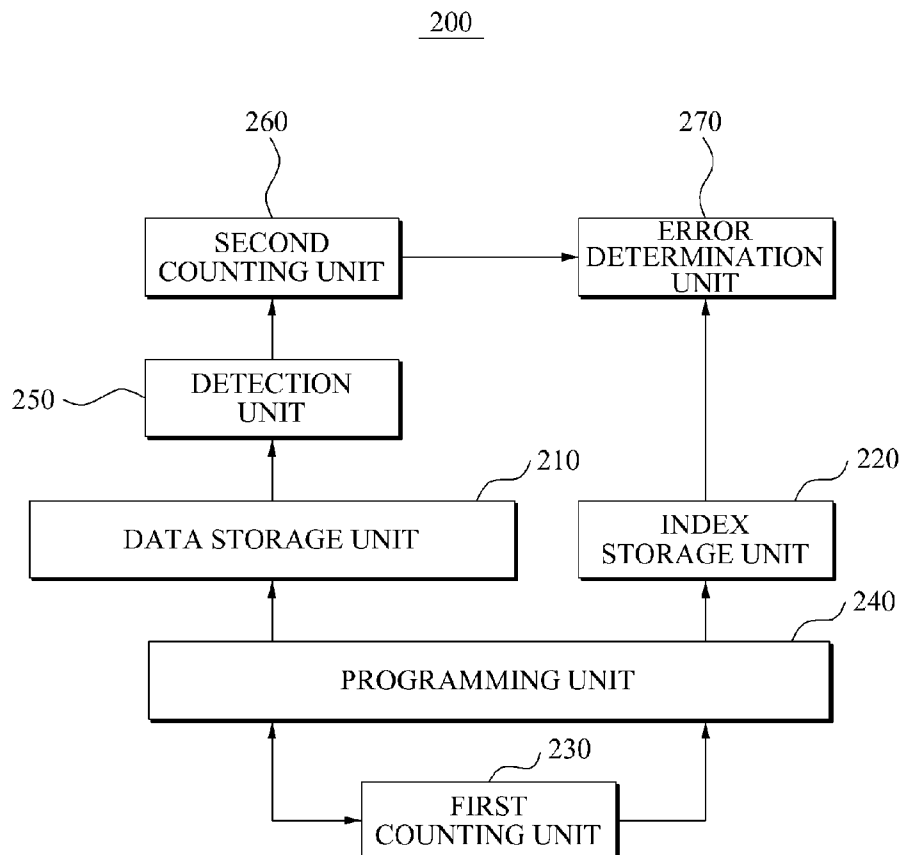 200
260
270
SECOND
COUNTING UNIT
ERROR
DETERMINATION
UNIT
250
DETECTION
UNIT
210
220
DATA STORAGE UNIT
INDEX
STORAGE UNIT
240
PROGRAMMING UNIT
230
FIRST
COUNTING UNIT